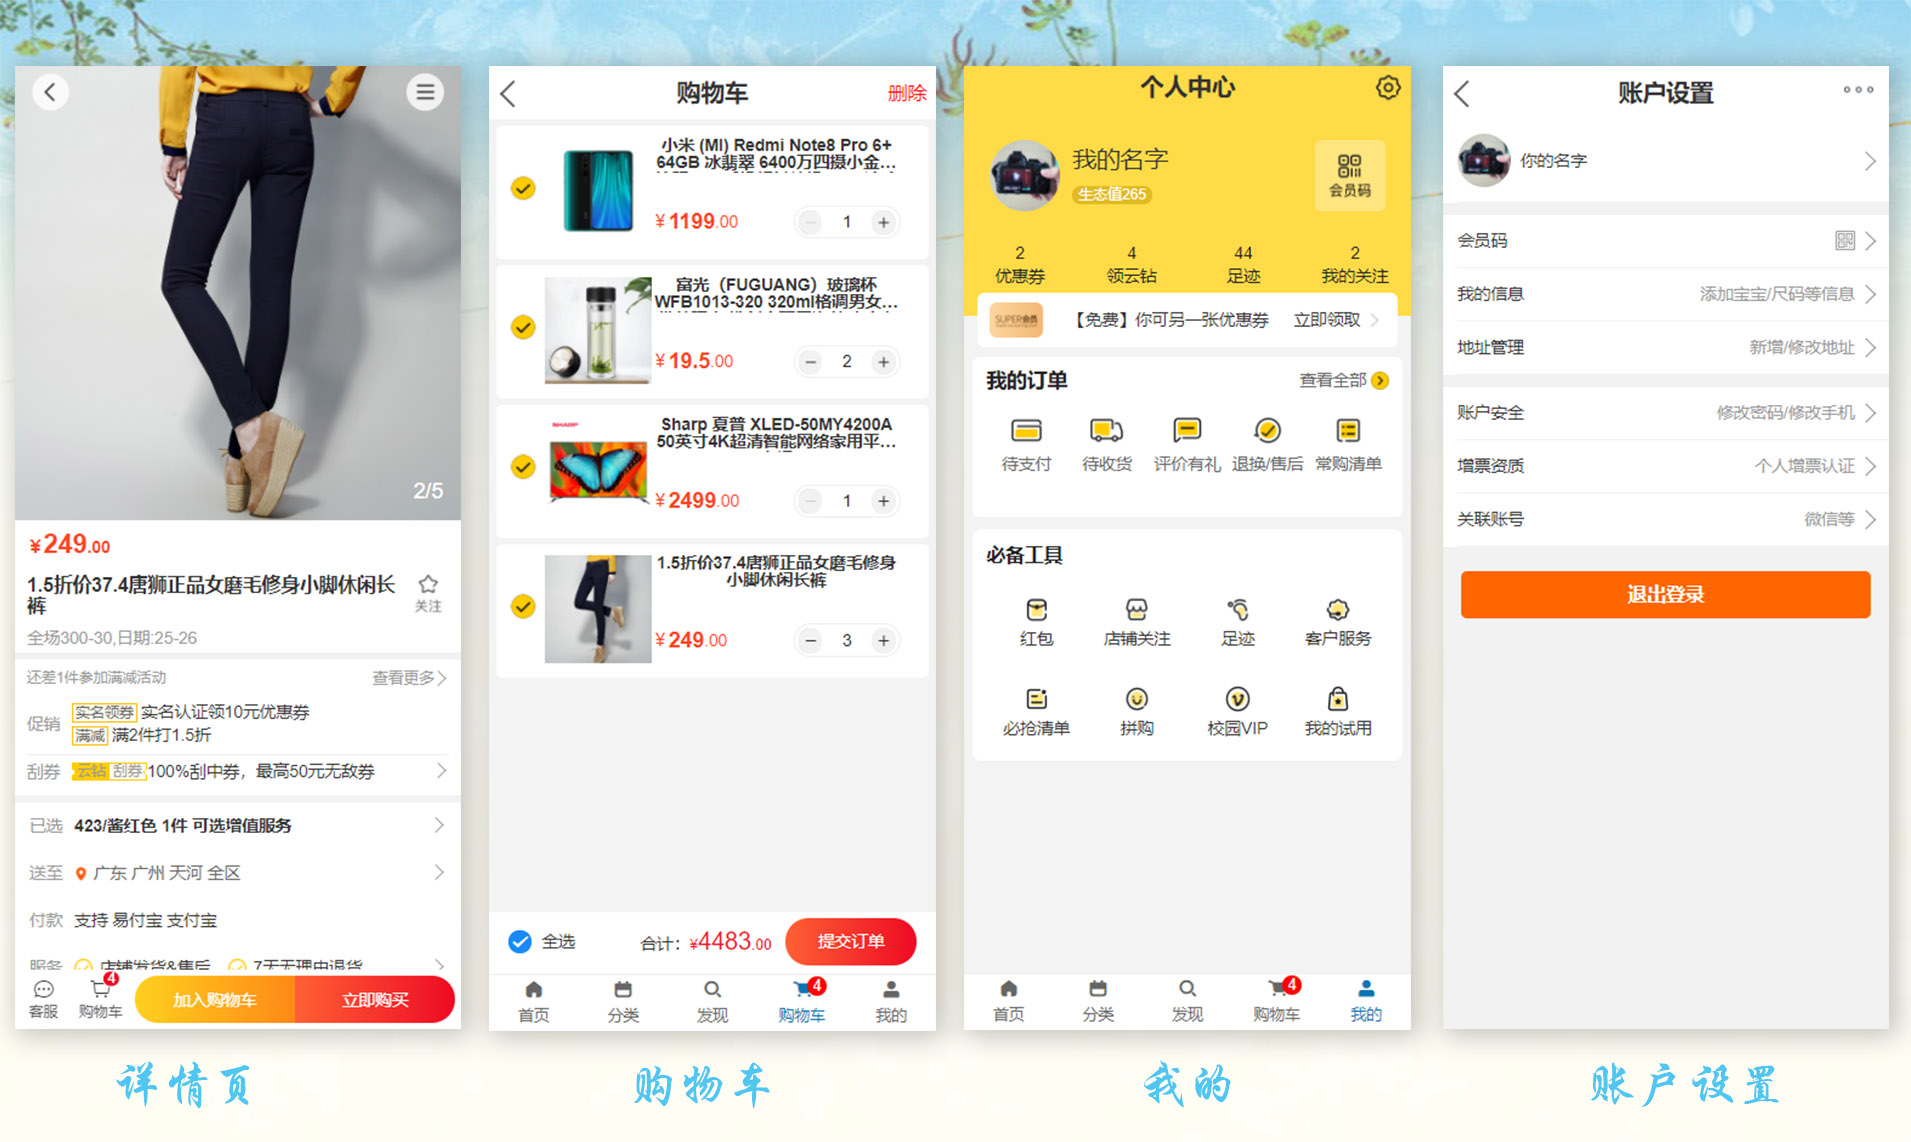 2/5
¥249.00
1.5折价37.4唐狮正品女磨毛修身小脚休闲长
裤
关注
全场300-30,日期:25-26
还差1件参加满减活动
查看更多
促销
实名领券 实名认证领10元优惠券
满减 满2件打1.5折
刮券
云钻 刮券 100%刮中券，最高50元无敌券
已选 423/酱红色 1件 可选增值服务
送至 广东 广州 天河 全区
付款 支持 易付宝 支付宝
服务 店铺发货&售后 7天无理由退货
客服
4
购物车
加入购物车
立即购买
详情页
购物车
删除
小米 (MI) Redmi Note8 Pro 6+
64GB 冰翡翠 6400万四摄小金...
¥1199.00
1
富光（FUGUANG）玻璃杯
WFB1013-320 320ml格调男女...
¥19.5.00
2
SHARP
Sharp 夏普 XLED-50MY4200A
50英寸4K超清智能网络家用平...
¥2499.00
1
1.5折价37.4唐狮正品女磨毛修身
小脚休闲长裤
¥249.00
3
全选
合计：¥4483.00
提交订单
首页
分类
发现
4
购物车
我的
购物车
个人中心
我的名字
生态值265
会员码
2
优惠券
4
领云钻
44
足迹
2
我的关注
SUPER会员
【免费】你可另一张优惠券
立即领取
我的订单
查看全部
待支付
待收货
评价有礼
退换/售后
常购清单
必备工具
红包
店铺关注
足迹
客户服务
必抢清单
拼购
校园VIP
我的试用
首页
分类
发现
4
购物车
我的
我的
账户设置
你的名字
会员码
我的信息
添加宝宝/尺码等信息
地址管理
新增/修改地址
账户安全
修改密码/修改手机
增票资质
个人增票认证
关联账号
微信等
退出登录
账户设置